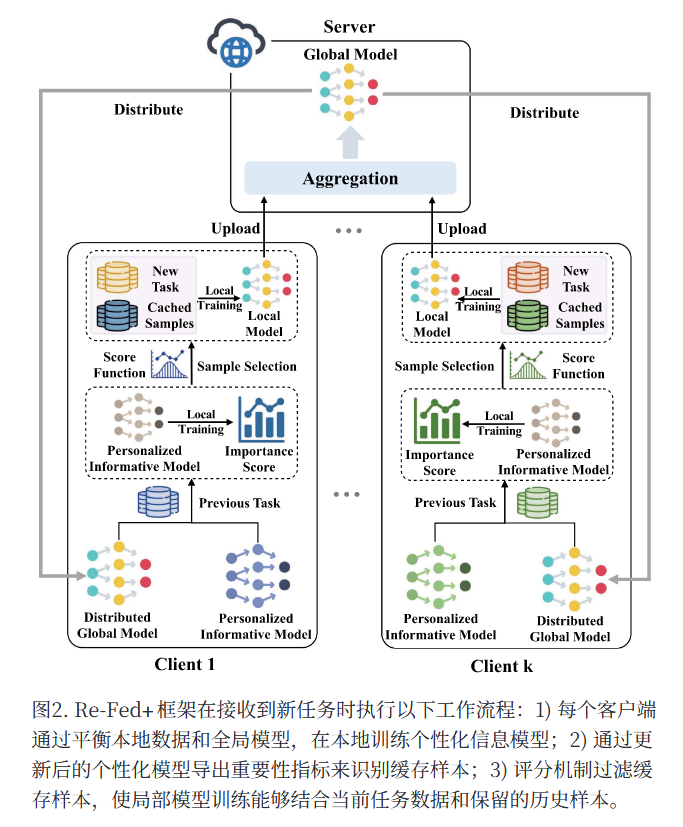 Server
Global Model
Distribute
Distribute
Aggregation
Upload
Upload
New
Task
Cached
Samples
Local
Training
Local
Model
Score
Function
Sample Selection
Personalized
Informative Model
Local
Training
Importance
Score
Previous Task
Distributed
Global Model
Personalized
Informative Model
Client 1
Local
Model
Local
Training
New
Task
Cached
Samples
Sample Selection
Score
Function
Importance
Score
Local
Training
Personalized
Informative Model
Previous Task
Personalized
Informative Model
Distributed
Global Model
Client k
图2. Re-Fed+ 框架在接收到新任务时执行以下工作流程：1) 每个客户端
通过平衡本地数据和全局模型，在本地训练个性化信息模型；2) 通过更
新后的个性化模型导出重要性指标来识别缓存样本；3) 评分机制过滤缓
存样本，使局部模型训练能够结合当前任务数据和保留的历史样本。